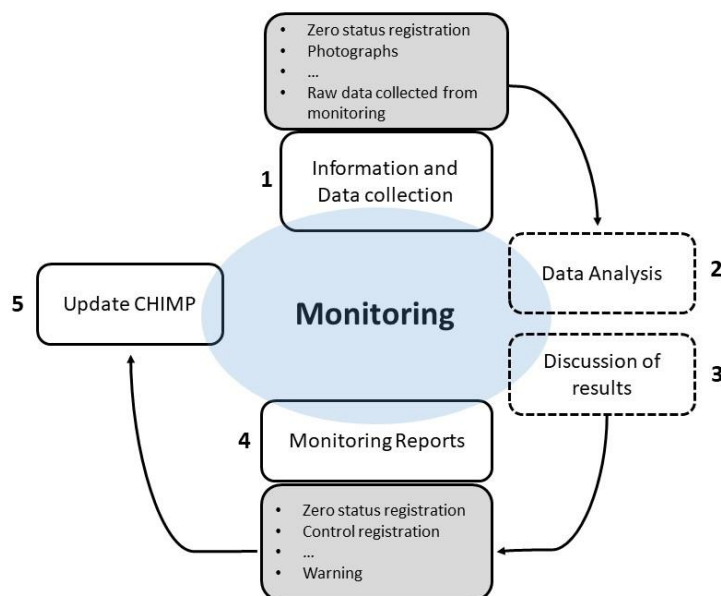 • Zero status registration
• Photographs
• ...
• Raw data collected from
monitoring
1
Information and
Data collection
Data Analysis
2
Discussion of
results
3
4
Monitoring Reports
• Zero status registration
• Control registration
• ...
• Warning
5
Update CHIMP
Monitoring